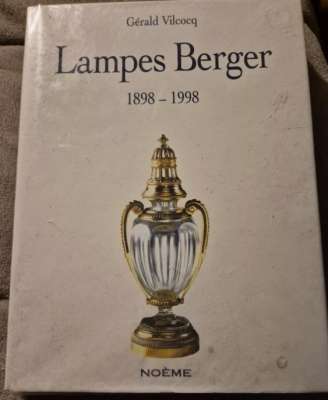 Gérald Vilcocq
Lampes Berger
1898 – 1998
NOÈME